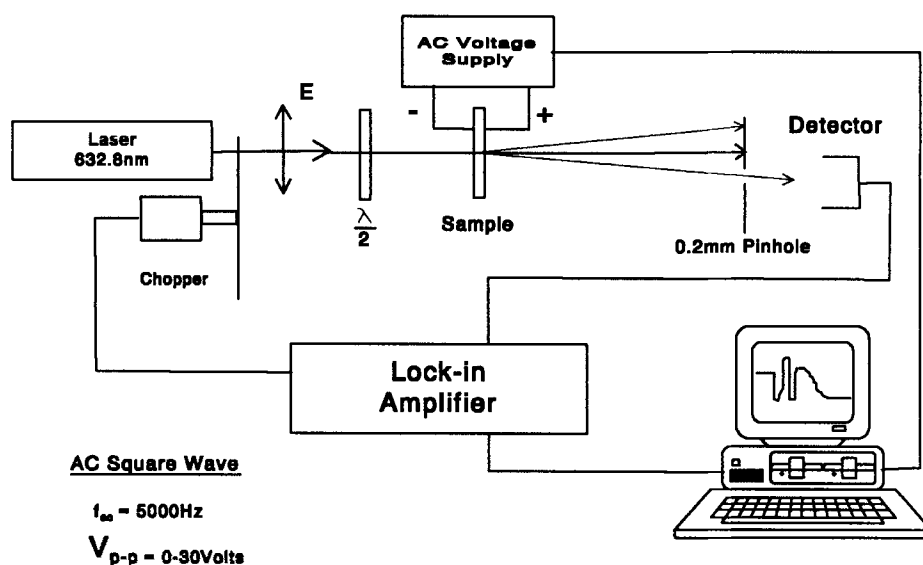 AC Voltage
Supply
E
-
+
Laser
632.8nm
Detector
λ
2
Sample
0.2mm Pinhole
Chopper
Lock-in
Amplifier
AC Square Wave
f = 5000Hz
Vp-p = 0-30Volts